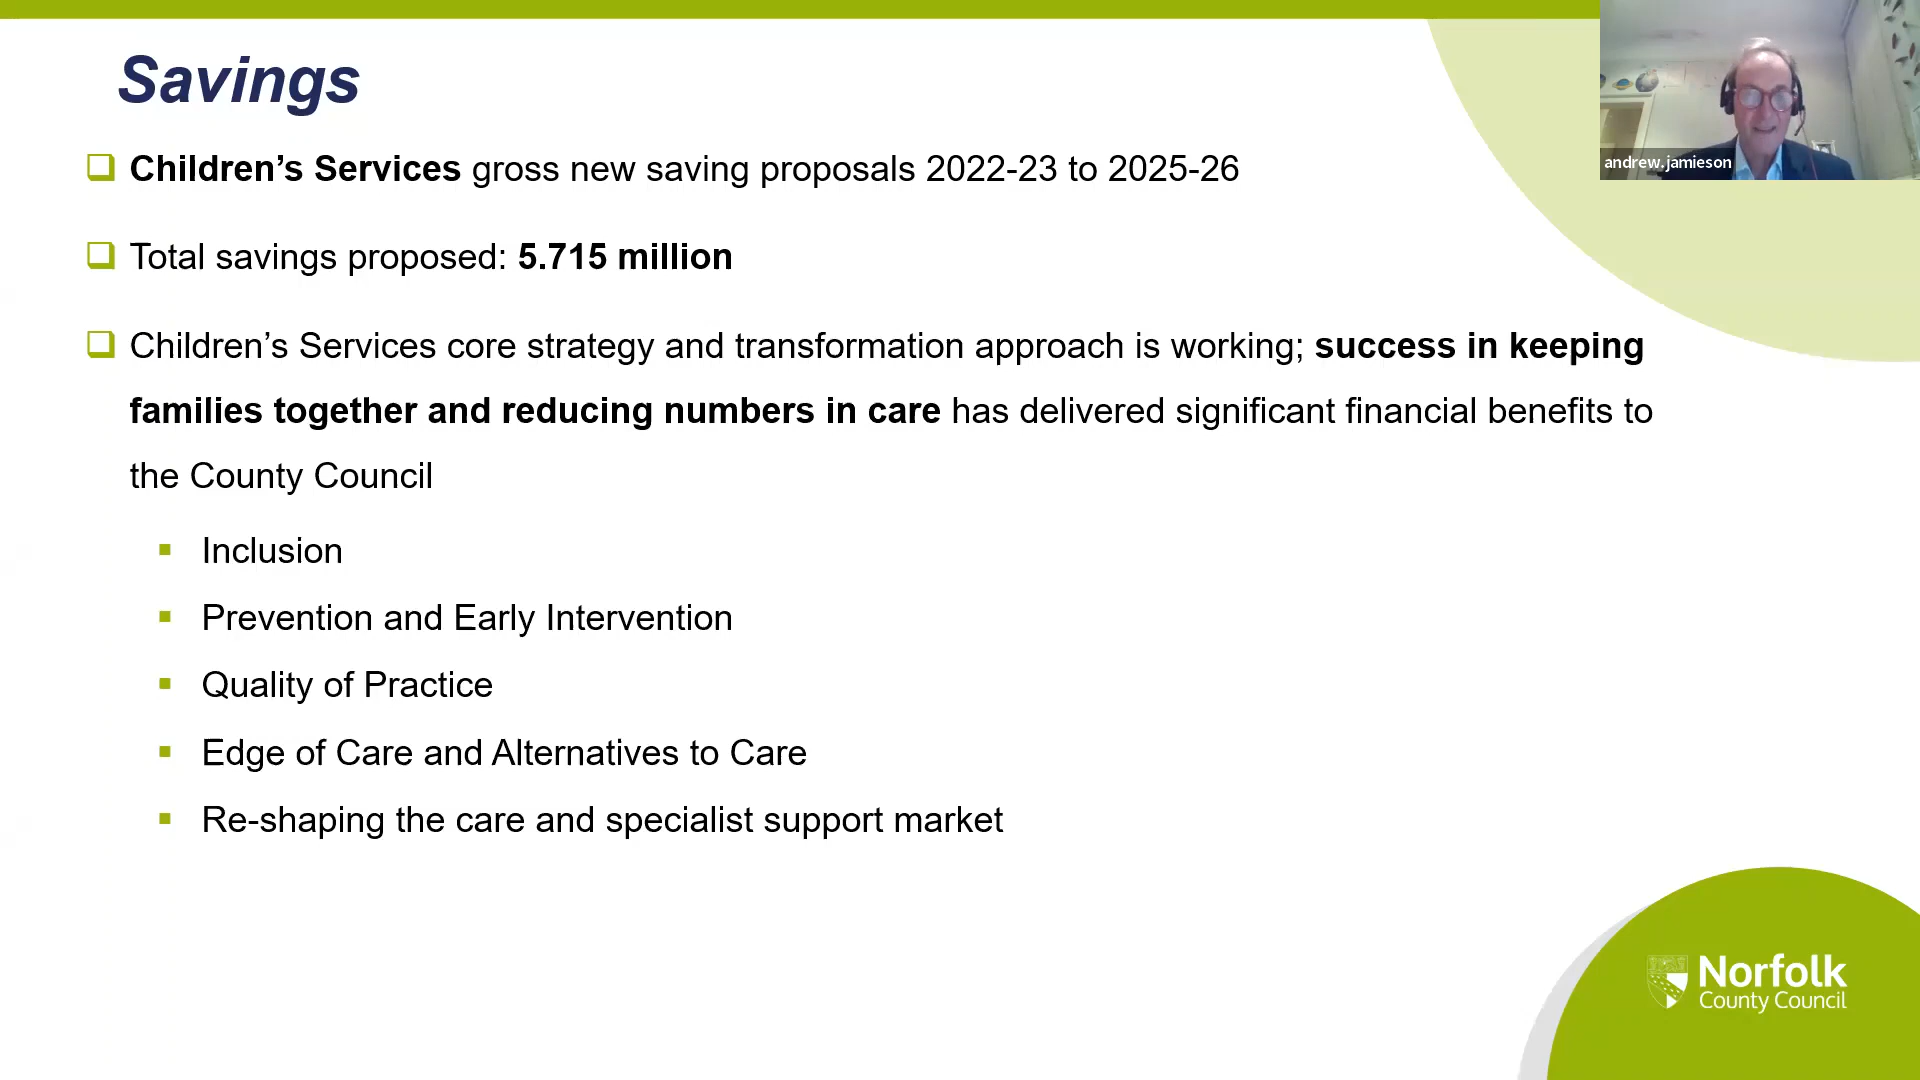 Savings
andrew.jamieson
Children’s Services gross new saving proposals 2022-23 to 2025-26
Total savings proposed: 5.715 million
Children’s Services core strategy and transformation approach is working; success in keeping
families together and reducing numbers in care has delivered significant financial benefits to
the County Council
Inclusion
Prevention and Early Intervention
Quality of Practice
Edge of Care and Alternatives to Care
Re-shaping the care and specialist support market
Norfolk
County Council